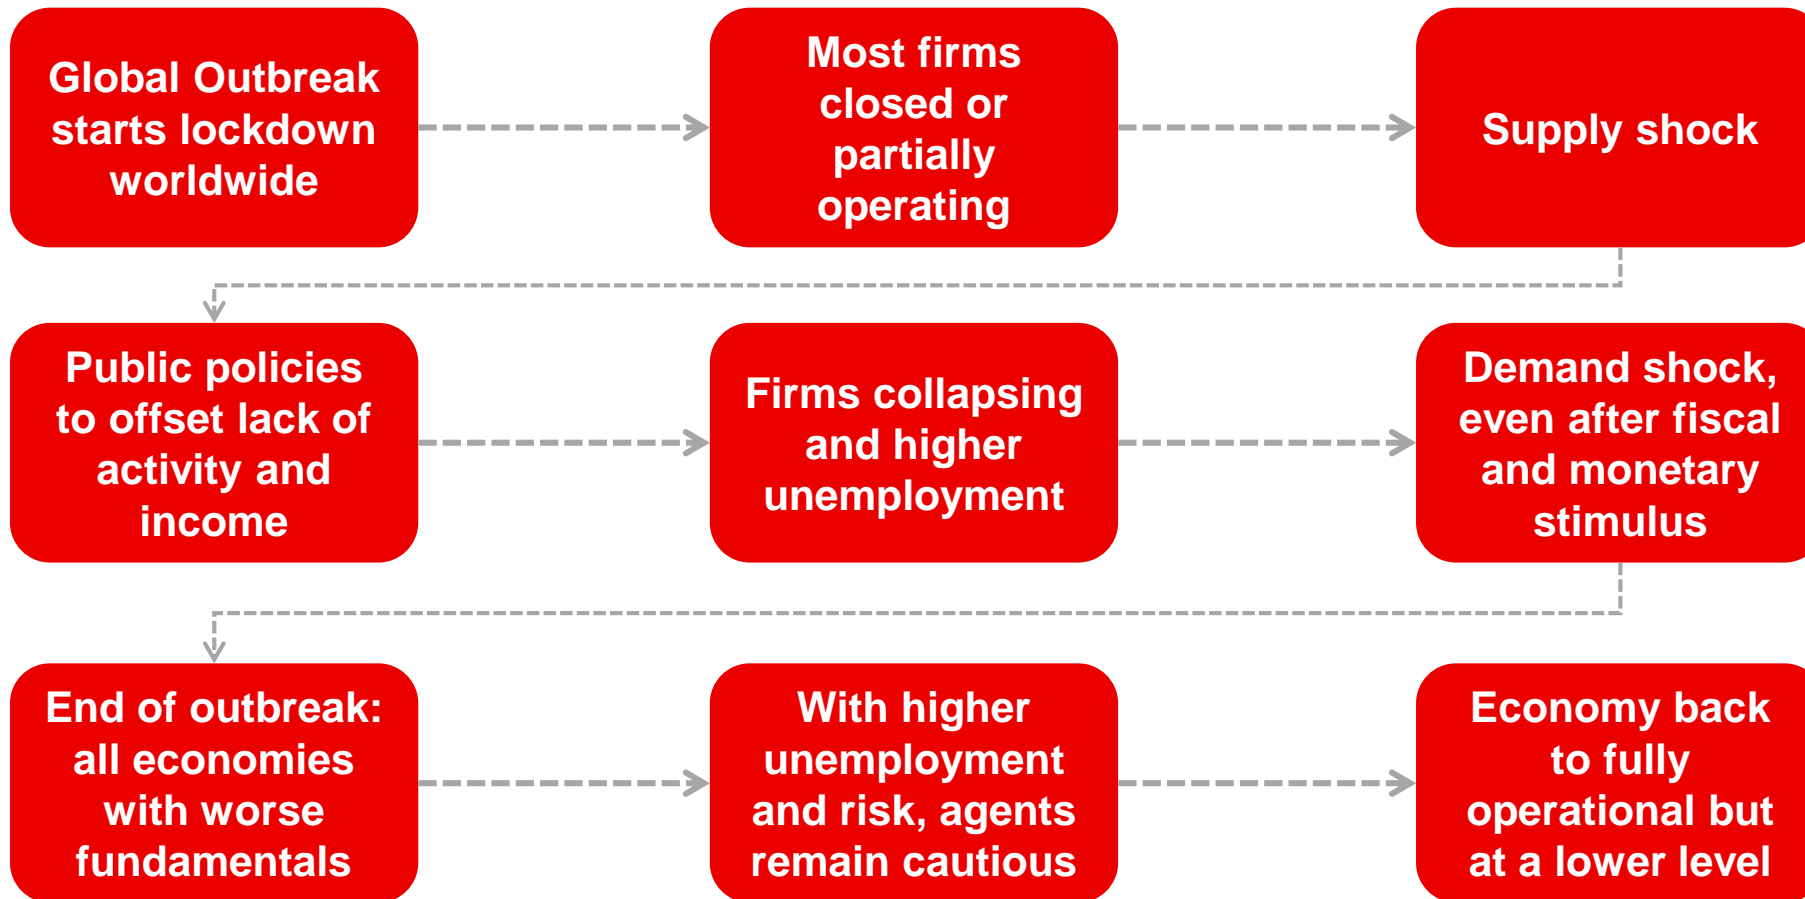 Global Outbreak
starts lockdown
worldwide
Most firms
closed or
partially
operating
Supply shock
Public policies
to offset lack of
activity and
income
Firms collapsing
and higher
unemployment
Demand shock,
even after fiscal
and monetary
stimulus
End of outbreak:
all economies
with worse
fundamentals
With higher
unemployment
and risk, agents
remain cautious
Economy back
to fully
operational but
at a lower level